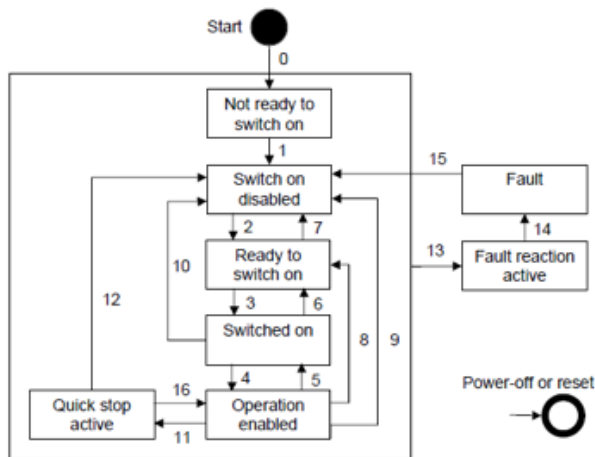 Start
0
Not ready to
switch on
1
15
Switch on
disabled
Fault
2
7
14
10
Ready to
switch on
13
Fault reaction
active
12
3
6
Switched on
8
9
4
5
Power-off or reset
16
Quick stop
active
Operation
enabled
11